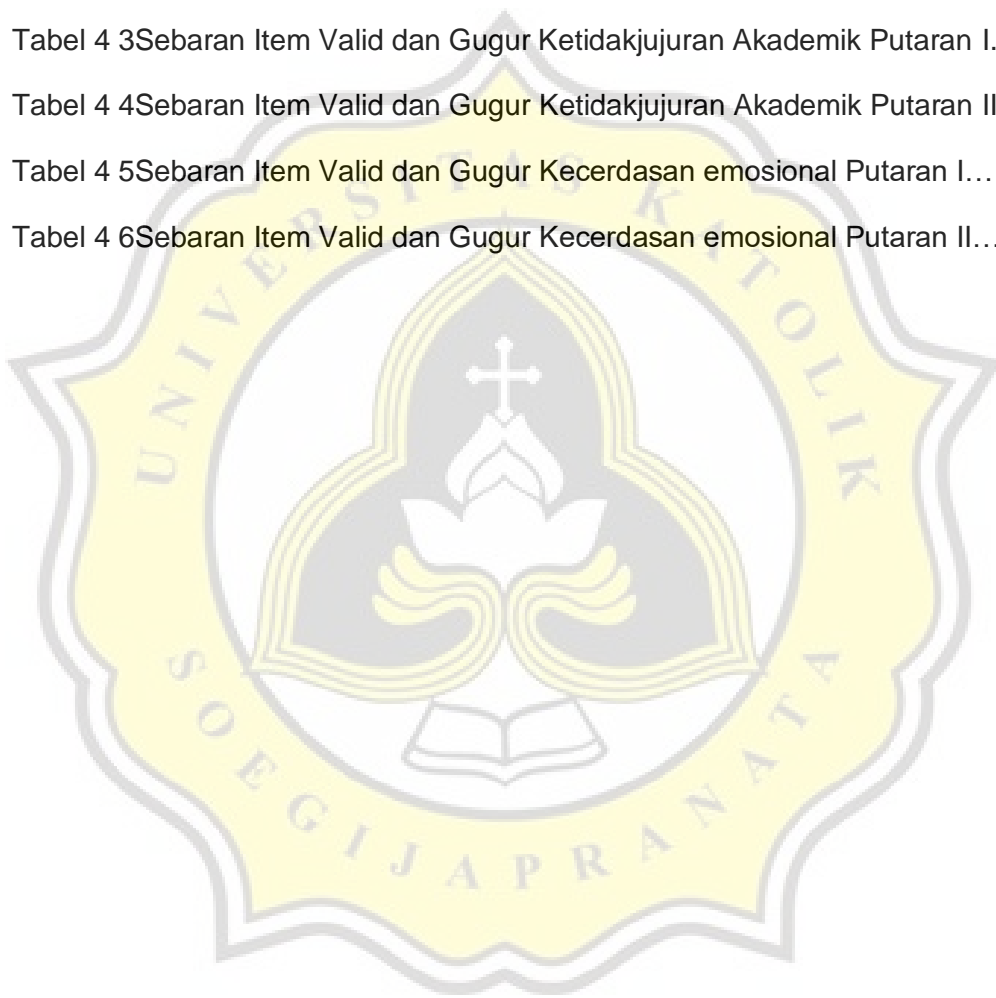 Tabel 4 3Sebaran Item Valid dan Gugur Ketidakjujuran Akademik Putaran I.
Tabel 4 4Sebaran Item Valid dan Gugur Ketidakjujuran Akademik Putaran II
Tabel 4 5Sebaran Item Valid dan Gugur Kecerdasan emosional Putaran I…
Tabel 4 6Sebaran Item Valid dan Gugur Kecerdasan emosional Putaran II…
UNIVERSITAS KATOLIK
SOEGIJAPRANATA